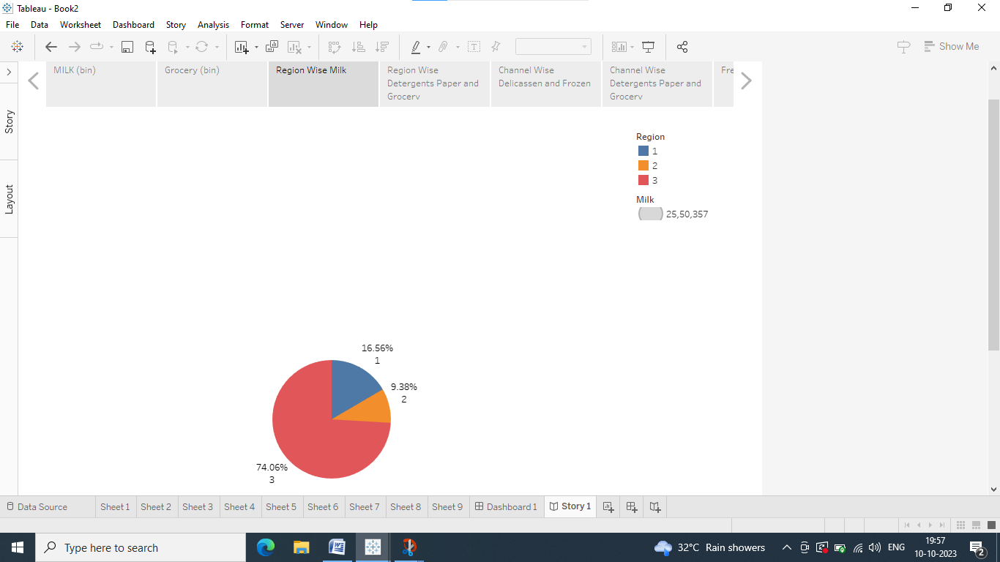 Tableau - Book2
File Data Worksheet Dashboard Story Analysis Format Server Window Help
Show Me
MILK (bin)
Grocery (bin)
Region Wise Milk
Region Wise
Detergents Paper and
Grocery
Channel Wise
Delicassen and Frozen
Channel Wise
Detergents Paper and
Grocery
Fre
Story
Layout
Region
1
2
3
Milk
25,50,357
16.56%
1
9.38%
2
74.06%
3
Data Source Sheet 1 Sheet 2 Sheet 3 Sheet 4 Sheet 5 Sheet 6 Sheet 7 Sheet 8 Sheet 9 Dashboard 1 Story 1
Type here to search
32°C Rain showers
ENG
19:57
10-10-2023
2